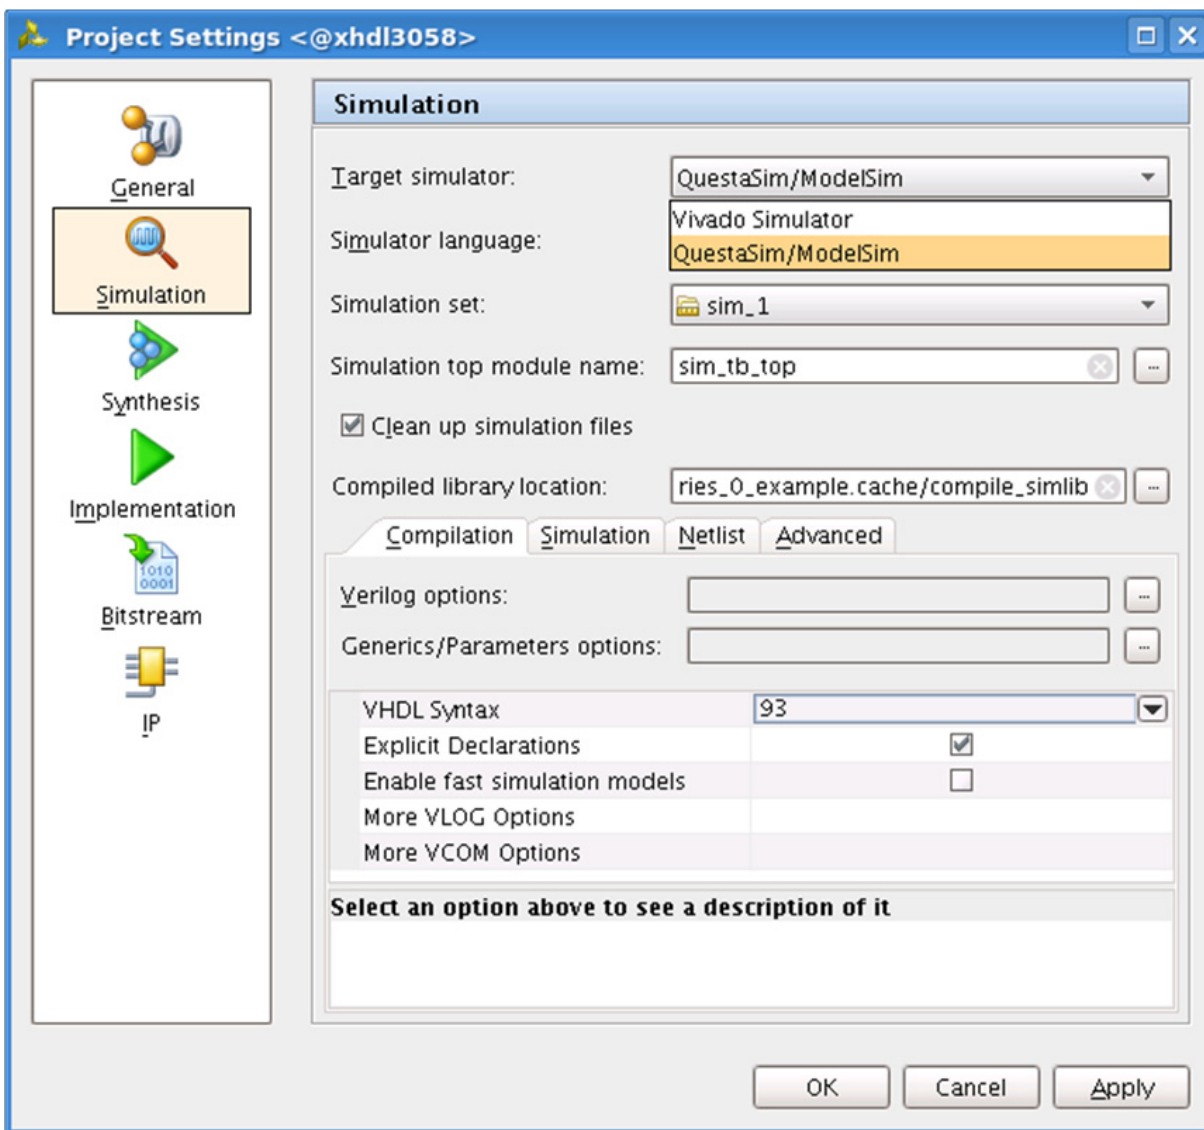 Project Settings <@xhdl3058>
General
Simulation
Synthesis
Implementation
1010
0001
Bitstream
IP
Simulation
Target simulator: QuestaSim/ModelSim
Vivado Simulator
Simulator language: QuestaSim/ModelSim
Simulation set: sim_1
Simulation top module name: sim_tb_top ...
Clean up simulation files
Compiled library location: ries_0_example.cache/compile_simlib ...
Compilation Simulation Netlist Advanced
Verilog options: ...
Generics/Parameters options: ...
VHDL Syntax 93
Explicit Declarations
Enable fast simulation models
More VLOG Options
More VCOM Options
Select an option above to see a description of it
OK Cancel Apply